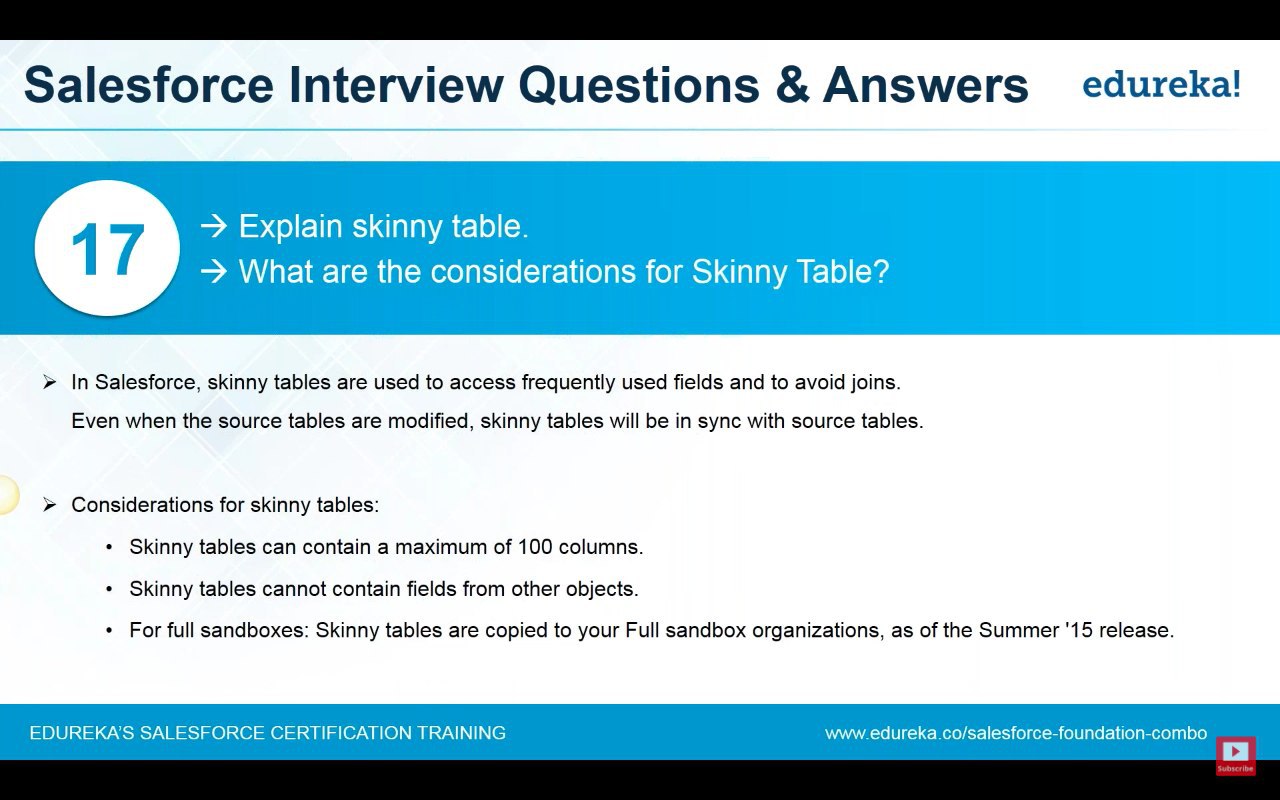 Salesforce Interview Questions & Answers
edureka!
17
→ Explain skinny table.
→ What are the considerations for Skinny Table?
➢ In Salesforce, skinny tables are used to access frequently used fields and to avoid joins.
Even when the source tables are modified, skinny tables will be in sync with source tables.
➢ Considerations for skinny tables:
• Skinny tables can contain a maximum of 100 columns.
• Skinny tables cannot contain fields from other objects.
• For full sandboxes: Skinny tables are copied to your Full sandbox organizations, as of the Summer '15 release.
EDUREKA'S SALESFORCE CERTIFICATION TRAINING
www.edureka.co/salesforce-foundation-combo
Subscribe